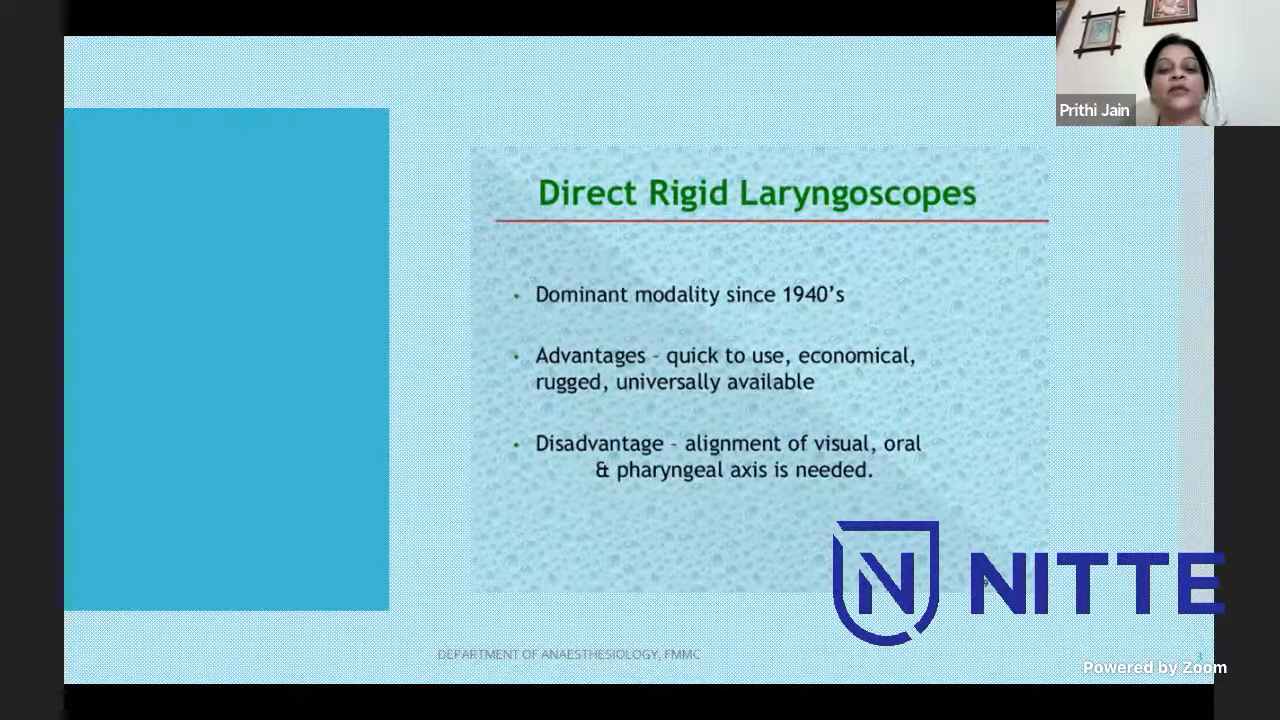 Prithi Jain
Direct Rigid Laryngoscopes
• Dominant modality since 1940’s
• Advantages – quick to use, economical,
rugged, universally available
• Disadvantage – alignment of visual, oral
& pharyngeal axis is needed.
N NITTE
DEPARTMENT OF ANAESTHESIOLOGY, FMMC
3
Powered by Zoom